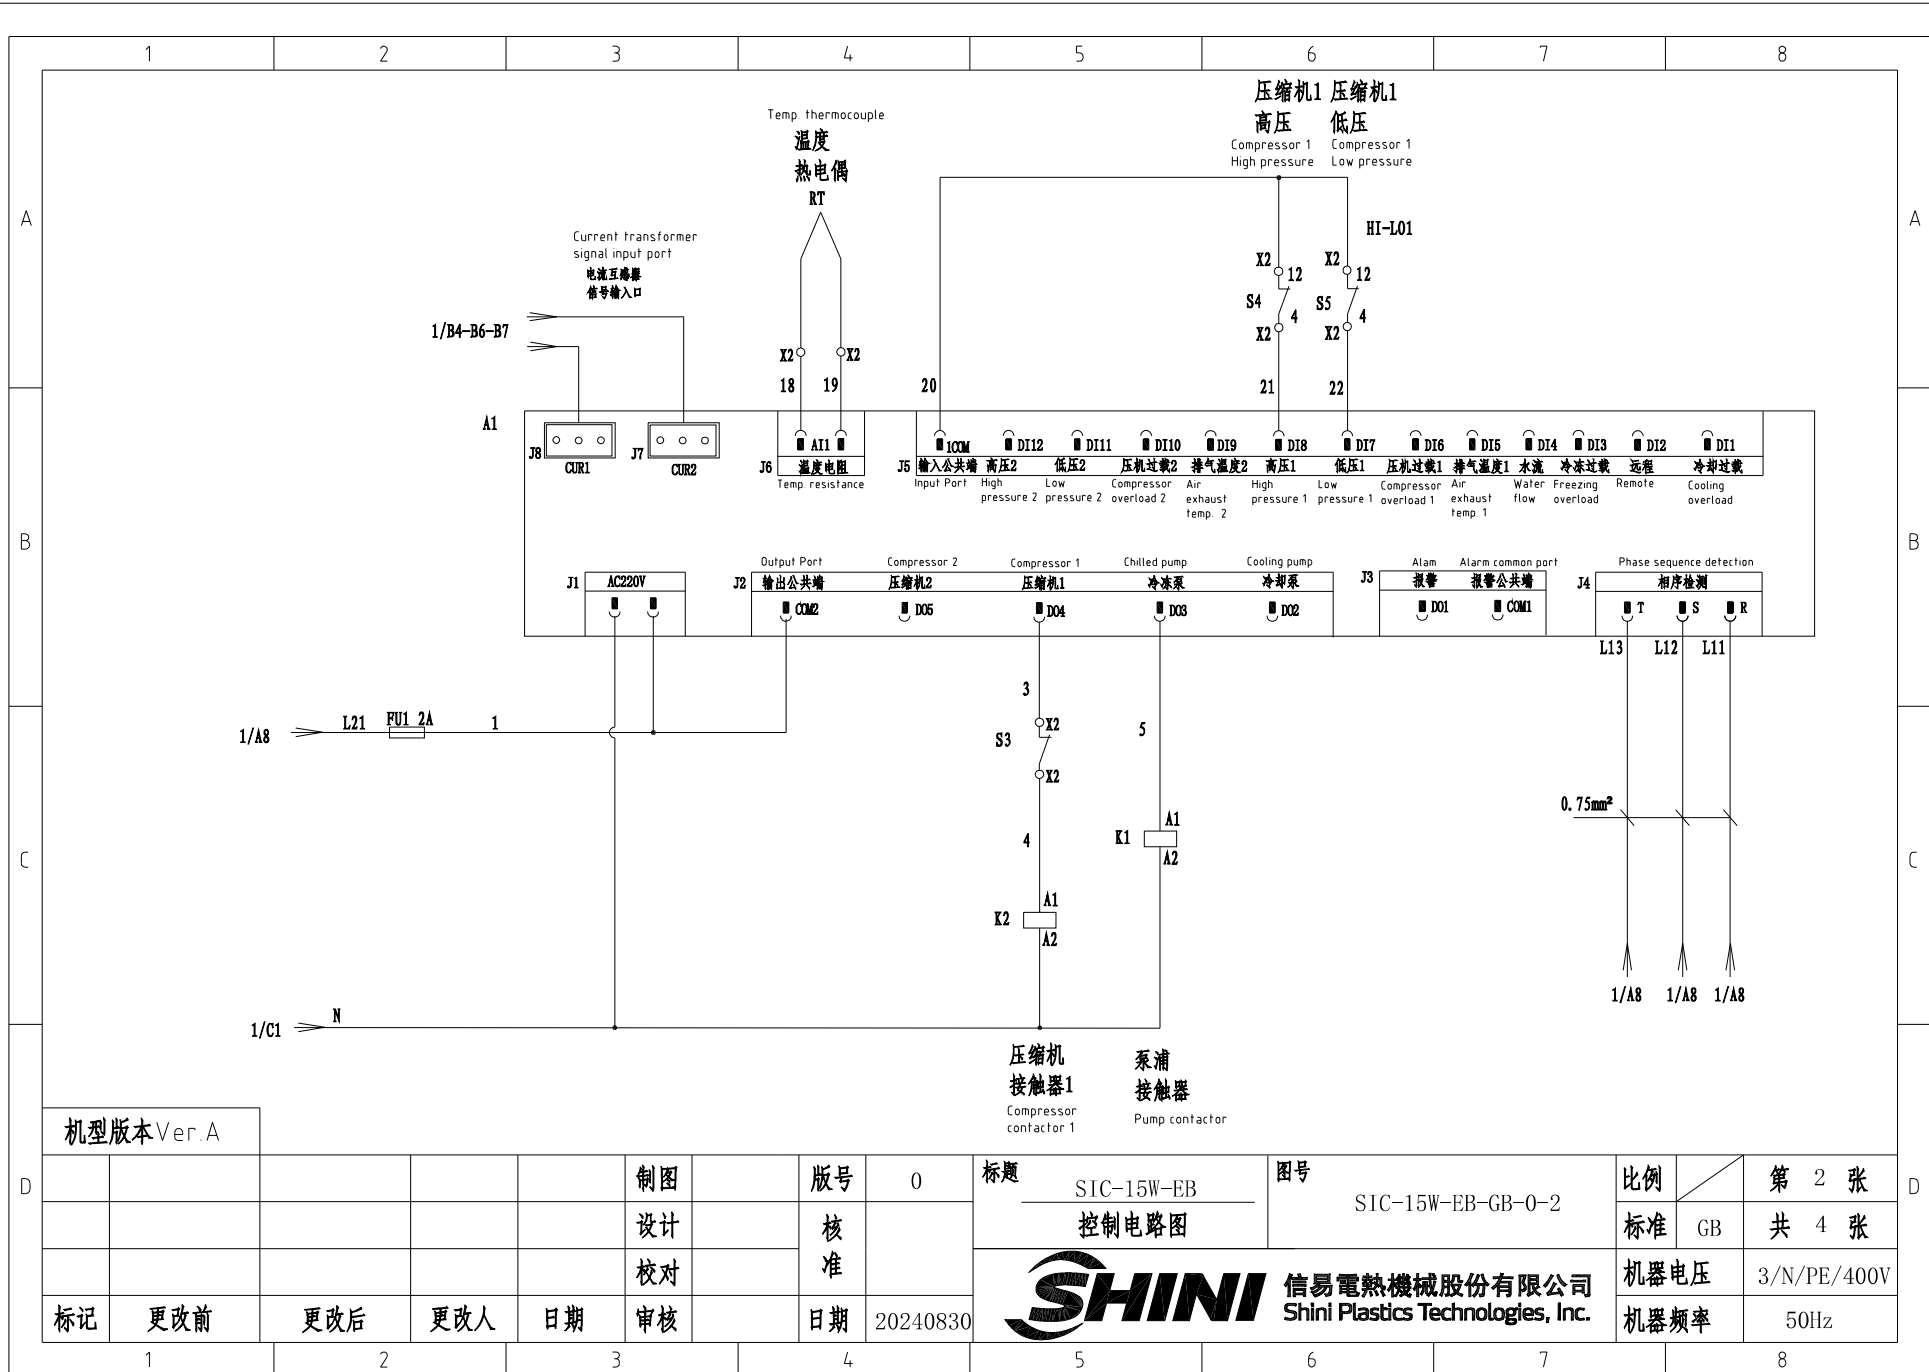 1 2 3 4 5 6 7 8
压缩机1 压缩机1
高压 低压
Compressor 1 Compressor 1
High pressure Low pressure
Temp. thermocouple
温度
热电偶
RT
A A
HI-LO1
Current transformer
signal input port
电流互感器
信号输入口
X2 X2
12 12
S4 S5
4 4
X2 X2
1/B4-B6-B7
X2 X2
18 19 20 21 22
A1
J8 CUR1 J7 CUR2
AI1
J6 温度电阻
Temp. resistance
1COM DI12 DI11 DI10 DI9 DI8 DI7 DI6 DI5 DI4 DI3 DI2 DI1
J5 输入公共端 高压2 低压2 压机过载2 排气温度2 高压1 低压1 压机过载1 排气温度1 水流 冷冻过载 远程 冷却过载
Input Port High Low Compressor Air High Low Compressor Air Water Freezing Remote Cooling
pressure 2 pressure 2 overload 2 exhaust pressure 1 pressure 1 overload 1 exhaust flow overload overload
temp. 2 temp. 1
B B
Output Port Compressor 2 Compressor 1 Chilled pump Cooling pump Alam Alarm common port Phase sequence detection
J1 AC220V J2 输出公共端 压缩机2 压缩机1 冷冻泵 冷却泵 J3 报警 报警公共端 J4 相序检测
COM2 DO5 DO4 DO3 DO2 DO1 COM1 T S R
L13 L12 L11
3
1/A8 L21 FU1 2A 1
X2
S3 5
X2
0.75mm²
A1
K1
A2
4
C C
A1
K2
A2
1/A8 1/A8 1/A8
1/C1 N
压缩机 泵浦
接触器1 接触器
Compressor Pump contactor
contactor 1
机型版本Ver.A
D D
制图 版号 0 标题 SIC-15W-EB 图号 SIC-15W-EB-GB-0-2 比例 第 2 张
设计 核准 控制电路图 标准 GB 共 4 张
校对 SHINI 信易電熱機械股份有限公司 机器电压 3/N/PE/400V
标记 更改前 更改后 更改人 日期 审核 日期 20240830 Shini Plastics Technologies, Inc. 机器频率 50Hz
1 2 3 4 5 6 7 8